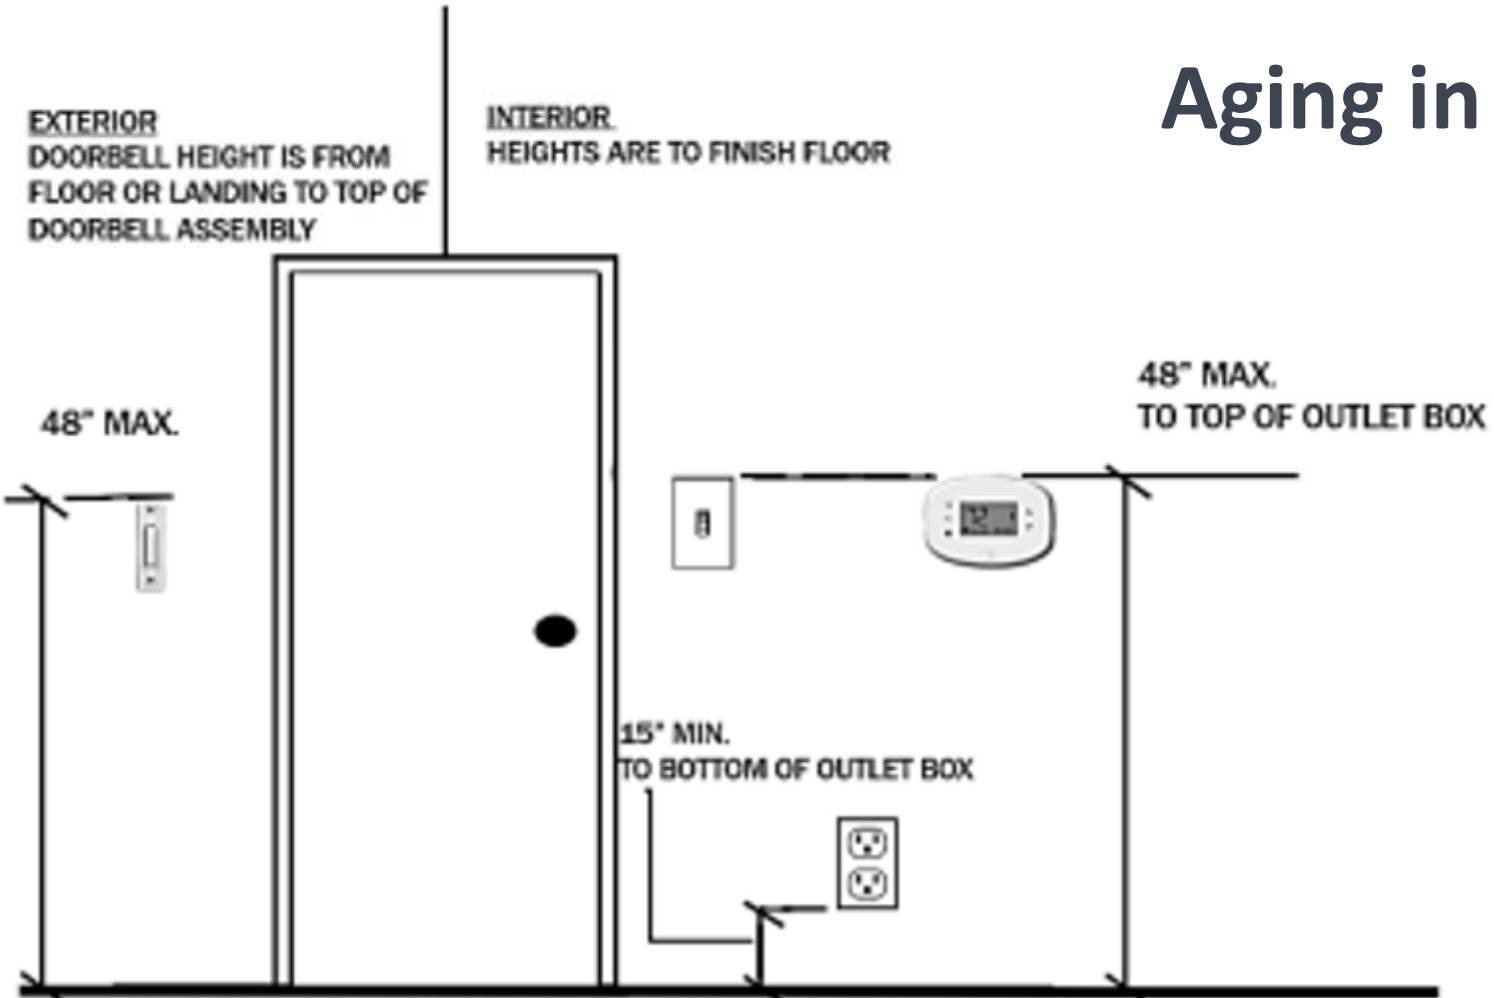 Aging in
EXTERIOR
DOORBELL HEIGHT IS FROM
FLOOR OR LANDING TO TOP OF
DOORBELL ASSEMBLY
INTERIOR
HEIGHTS ARE TO FINISH FLOOR
48" MAX.
48" MAX.
TO TOP OF OUTLET BOX
72
15" MIN.
TO BOTTOM OF OUTLET BOX